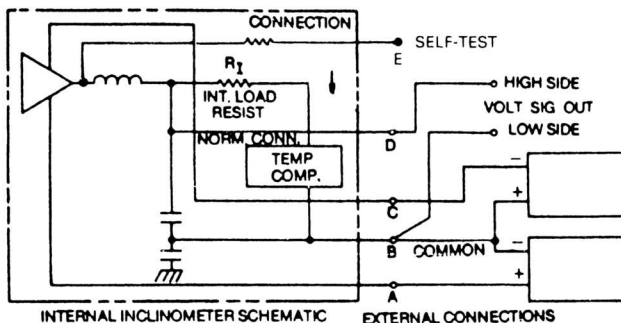 CONNECTION
SELF-TEST
E
R_I
INT. LOAD
RESIST
HIGH SIDE
VOLT SIG OUT
LOW SIDE
NORM. CONN.
D
TEMP
COMP.
−
+
C
B
COMMON
−
+
A
INTERNAL INCLINOMETER SCHEMATIC
EXTERNAL CONNECTIONS